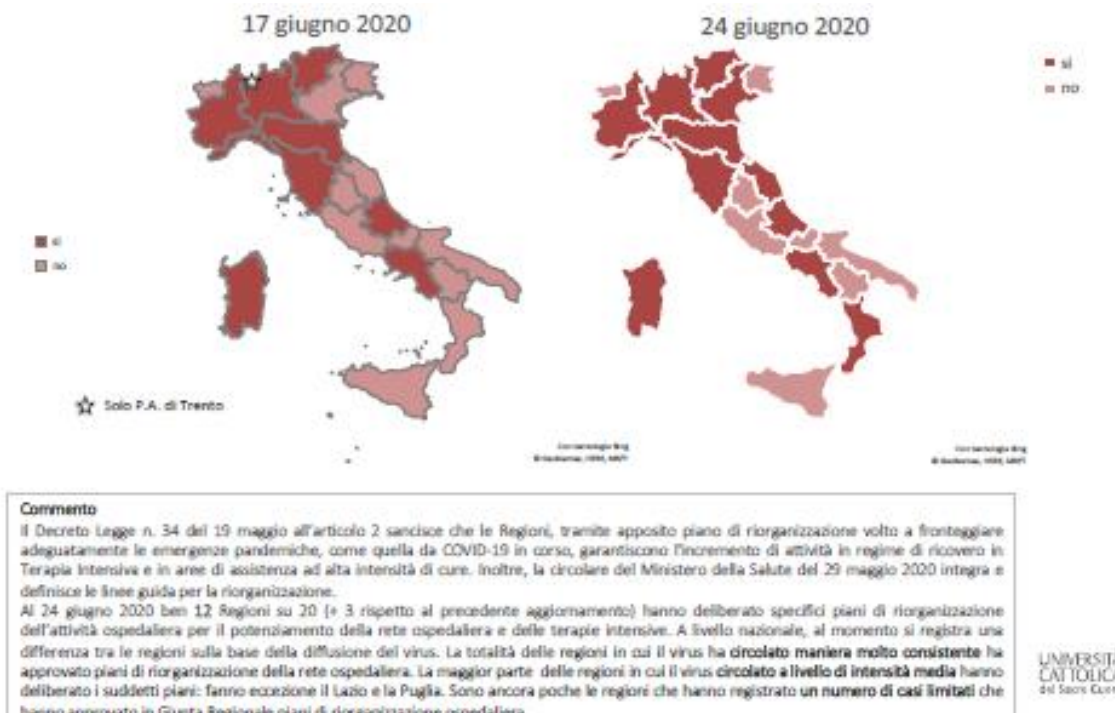 17 giugno 2020
24 giugno 2020
si
no
si
no
Solo P.A. di Trento
Commento
Il Decreto Legge n. 34 del 19 maggio all'articolo 2 sancisce che le Regioni, tramite apposito piano di riorganizzazione volto a fronteggiare
adeguatamente le emergenze pandemiche, come quella da COVID-19 in corso, garantiscono l'incremento di attività in regime di ricovero in
Terapia Intensiva e in aree di assistenza ad alta intensità di cure. Inoltre, la circolare del Ministero della Salute del 29 maggio 2020 integra e
definisce le linee guida per la riorganizzazione.
Al 24 giugno 2020 ben 12 Regioni su 20 (+ 3 rispetto al precedente aggiornamento) hanno deliberato specifici piani di riorganizzazione
dell'attività ospedaliera per il potenziamento della rete ospedaliera e delle terapie intensive. A livello nazionale, al momento si registra una
differenza tra le regioni sulla base della diffusione del virus. La totalità delle regioni in cui il virus ha circolato maniera molto consistente ha
approvato piani di riorganizzazione della rete ospedaliera. La maggior parte delle regioni in cui il virus circolato a livello di intensità media hanno
deliberato i suddetti piani: fanno eccezione il Lazio e la Puglia. Sono ancora poche le regioni che hanno registrato un numero di casi limitati che
hanno approvato in Giunta Regionale piani di riorganizzazione ospedaliera
UNIVERSITÀ
CATTOLICA
del Sacro Cuore